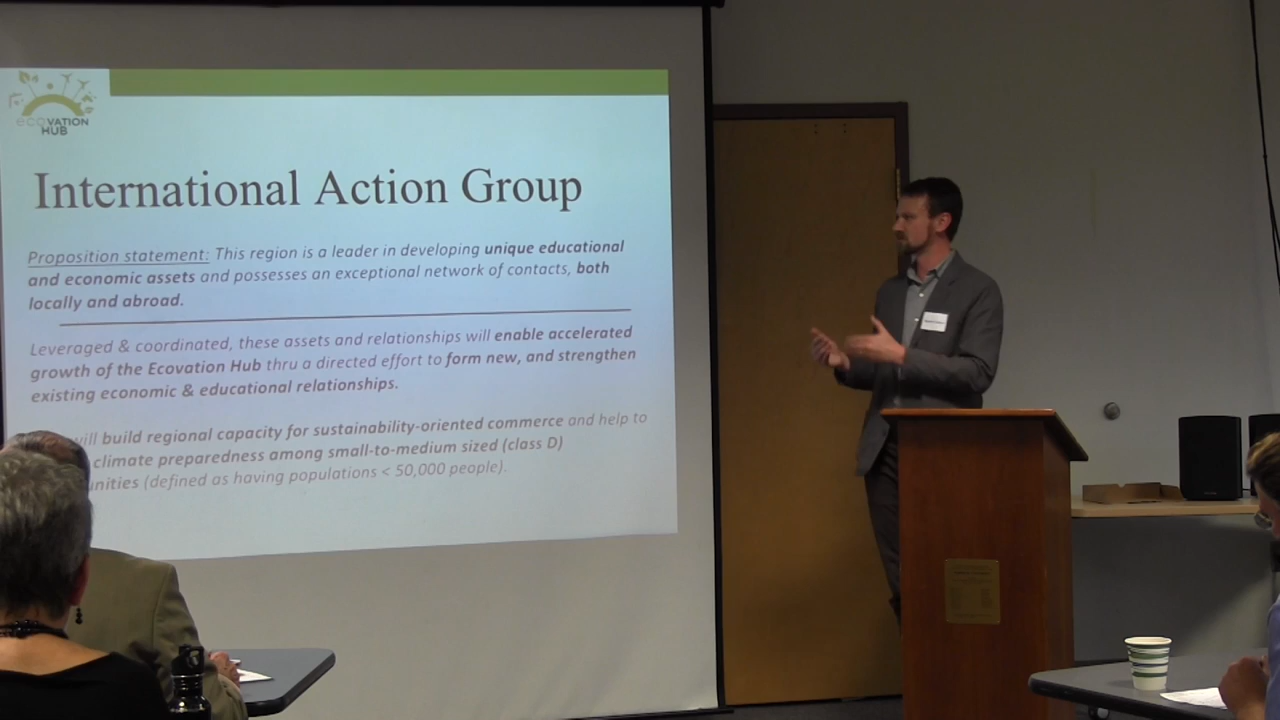 ecoVATION
HUB
International Action Group
Proposition statement: This region is a leader in developing unique educational
and economic assets and possesses an exceptional network of contacts, both
locally and abroad.
Leveraged & coordinated, these assets and relationships will enable accelerated
growth of the Ecovation Hub thru a directed effort to form new, and strengthen
existing economic & educational relationships.
will build regional capacity for sustainability-oriented commerce and help to
climate preparedness among small-to-medium sized (class D)
unities (defined as having populations < 50,000 people).